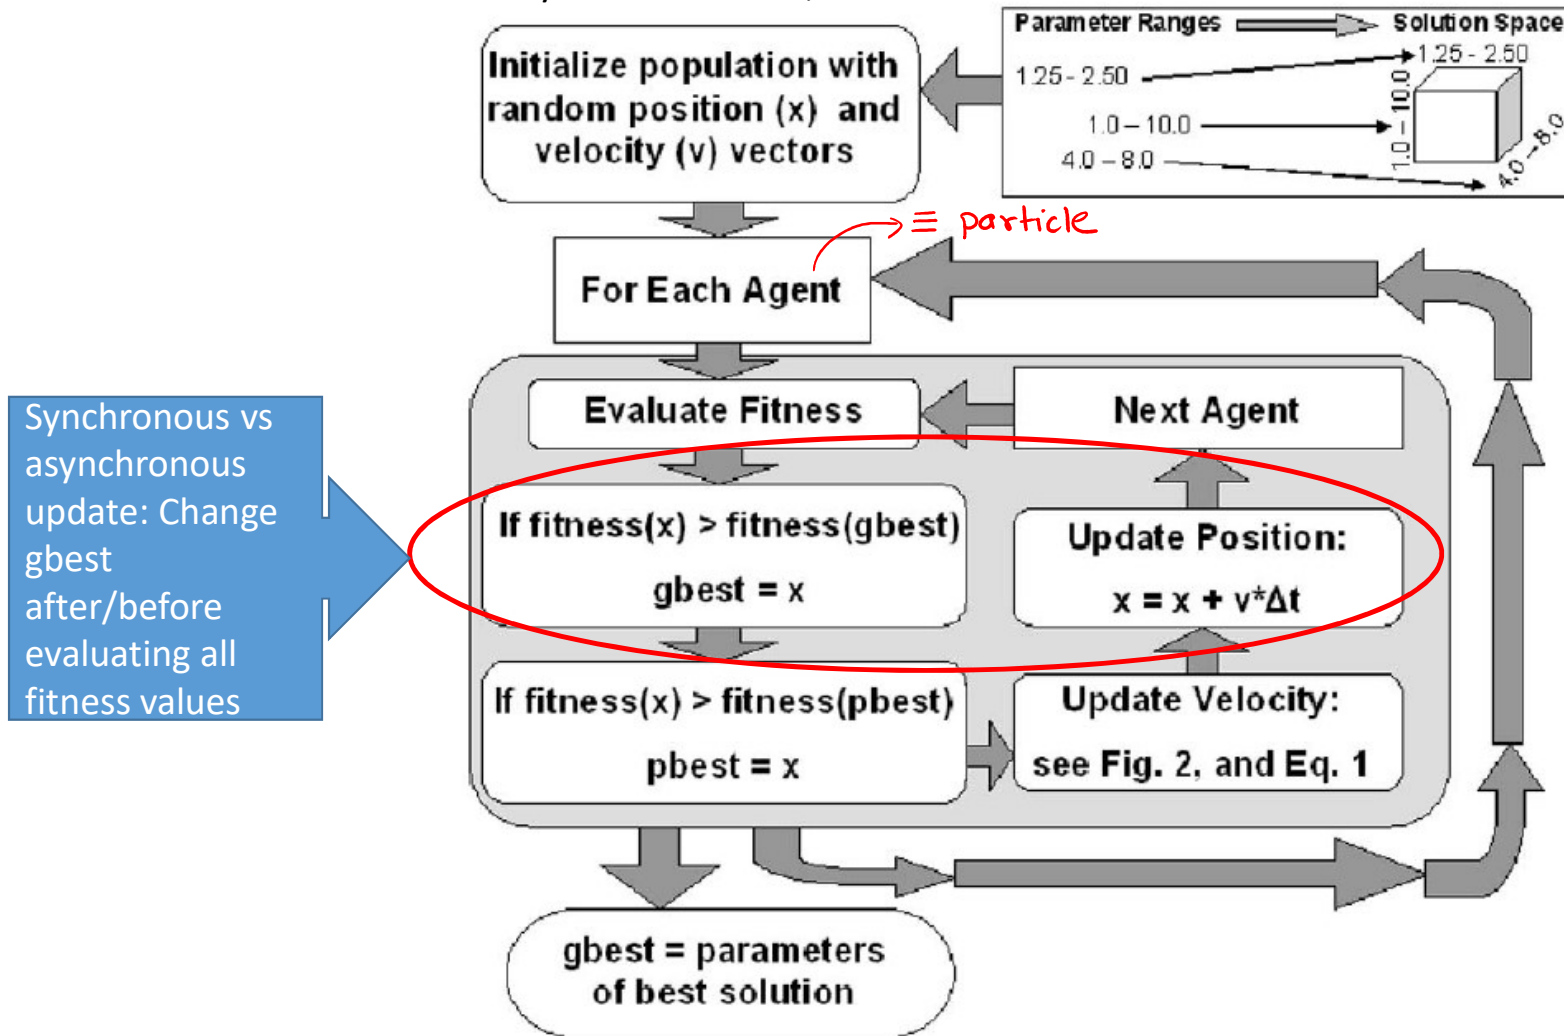 Parameter Ranges
Solution Space
1.25 - 2.50
1.25 - 2.50
1.0 – 10.0
1.0 – 10.0
4.0 – 8.0
4.0 –8.0
Initialize population with
random position (x) and
velocity (v) vectors
≡ particle
For Each Agent
Evaluate Fitness
Next Agent
Synchronous vs
asynchronous
update: Change
gbest
after/before
evaluating all
fitness values
If fitness(x) > fitness(gbest)
gbest = x
Update Position:
x = x + v*Δt
If fitness(x) > fitness(pbest)
pbest = x
Update Velocity:
see Fig. 2, and Eq. 1
gbest = parameters
of best solution